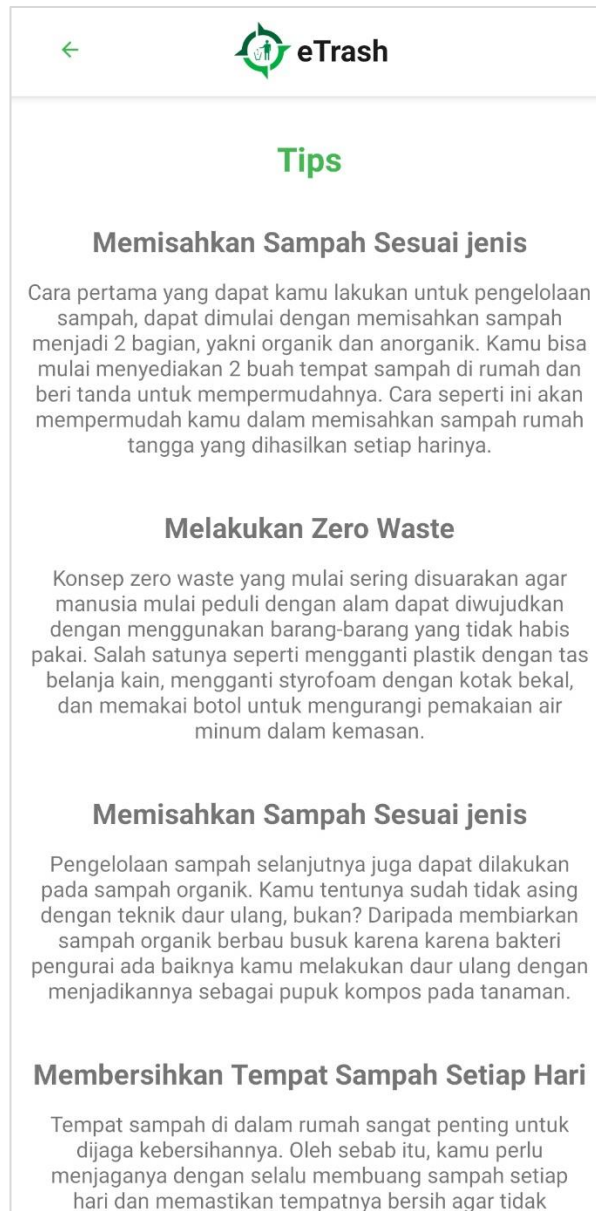 eTrash
Tips
Memisahkan Sampah Sesuai jenis
Cara pertama yang dapat kamu lakukan untuk pengelolaan
sampah, dapat dimulai dengan memisahkan sampah
menjadi 2 bagian, yakni organik dan anorganik. Kamu bisa
mulai menyediakan 2 buah tempat sampah di rumah dan
beri tanda untuk mempermudahnya. Cara seperti ini akan
mempermudah kamu dalam memisahkan sampah rumah
tangga yang dihasilkan setiap harinya.
Melakukan Zero Waste
Konsep zero waste yang mulai sering disuarakan agar
manusia mulai peduli dengan alam dapat diwujudkan
dengan menggunakan barang-barang yang tidak habis
pakai. Salah satunya seperti mengganti plastik dengan tas
belanja kain, mengganti styrofoam dengan kotak bekal,
dan memakai botol untuk mengurangi pemakaian air
minum dalam kemasan.
Memisahkan Sampah Sesuai jenis
Pengelolaan sampah selanjutnya juga dapat dilakukan
pada sampah organik. Kamu tentunya sudah tidak asing
dengan teknik daur ulang, bukan? Daripada membiarkan
sampah organik berbau busuk karena karena bakteri
pengurai ada baiknya kamu melakukan daur ulang dengan
menjadikannya sebagai pupuk kompos pada tanaman.
Membersihkan Tempat Sampah Setiap Hari
Tempat sampah di dalam rumah sangat penting untuk
dijaga kebersihannya. Oleh sebab itu, kamu perlu
menjaganya dengan selalu membuang sampah setiap
hari dan memastikan tempatnya bersih agar tidak